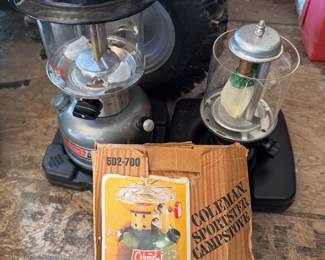 502-700
COLEMAN®
SPORTSTER®
CAMPSTOVE
Coleman